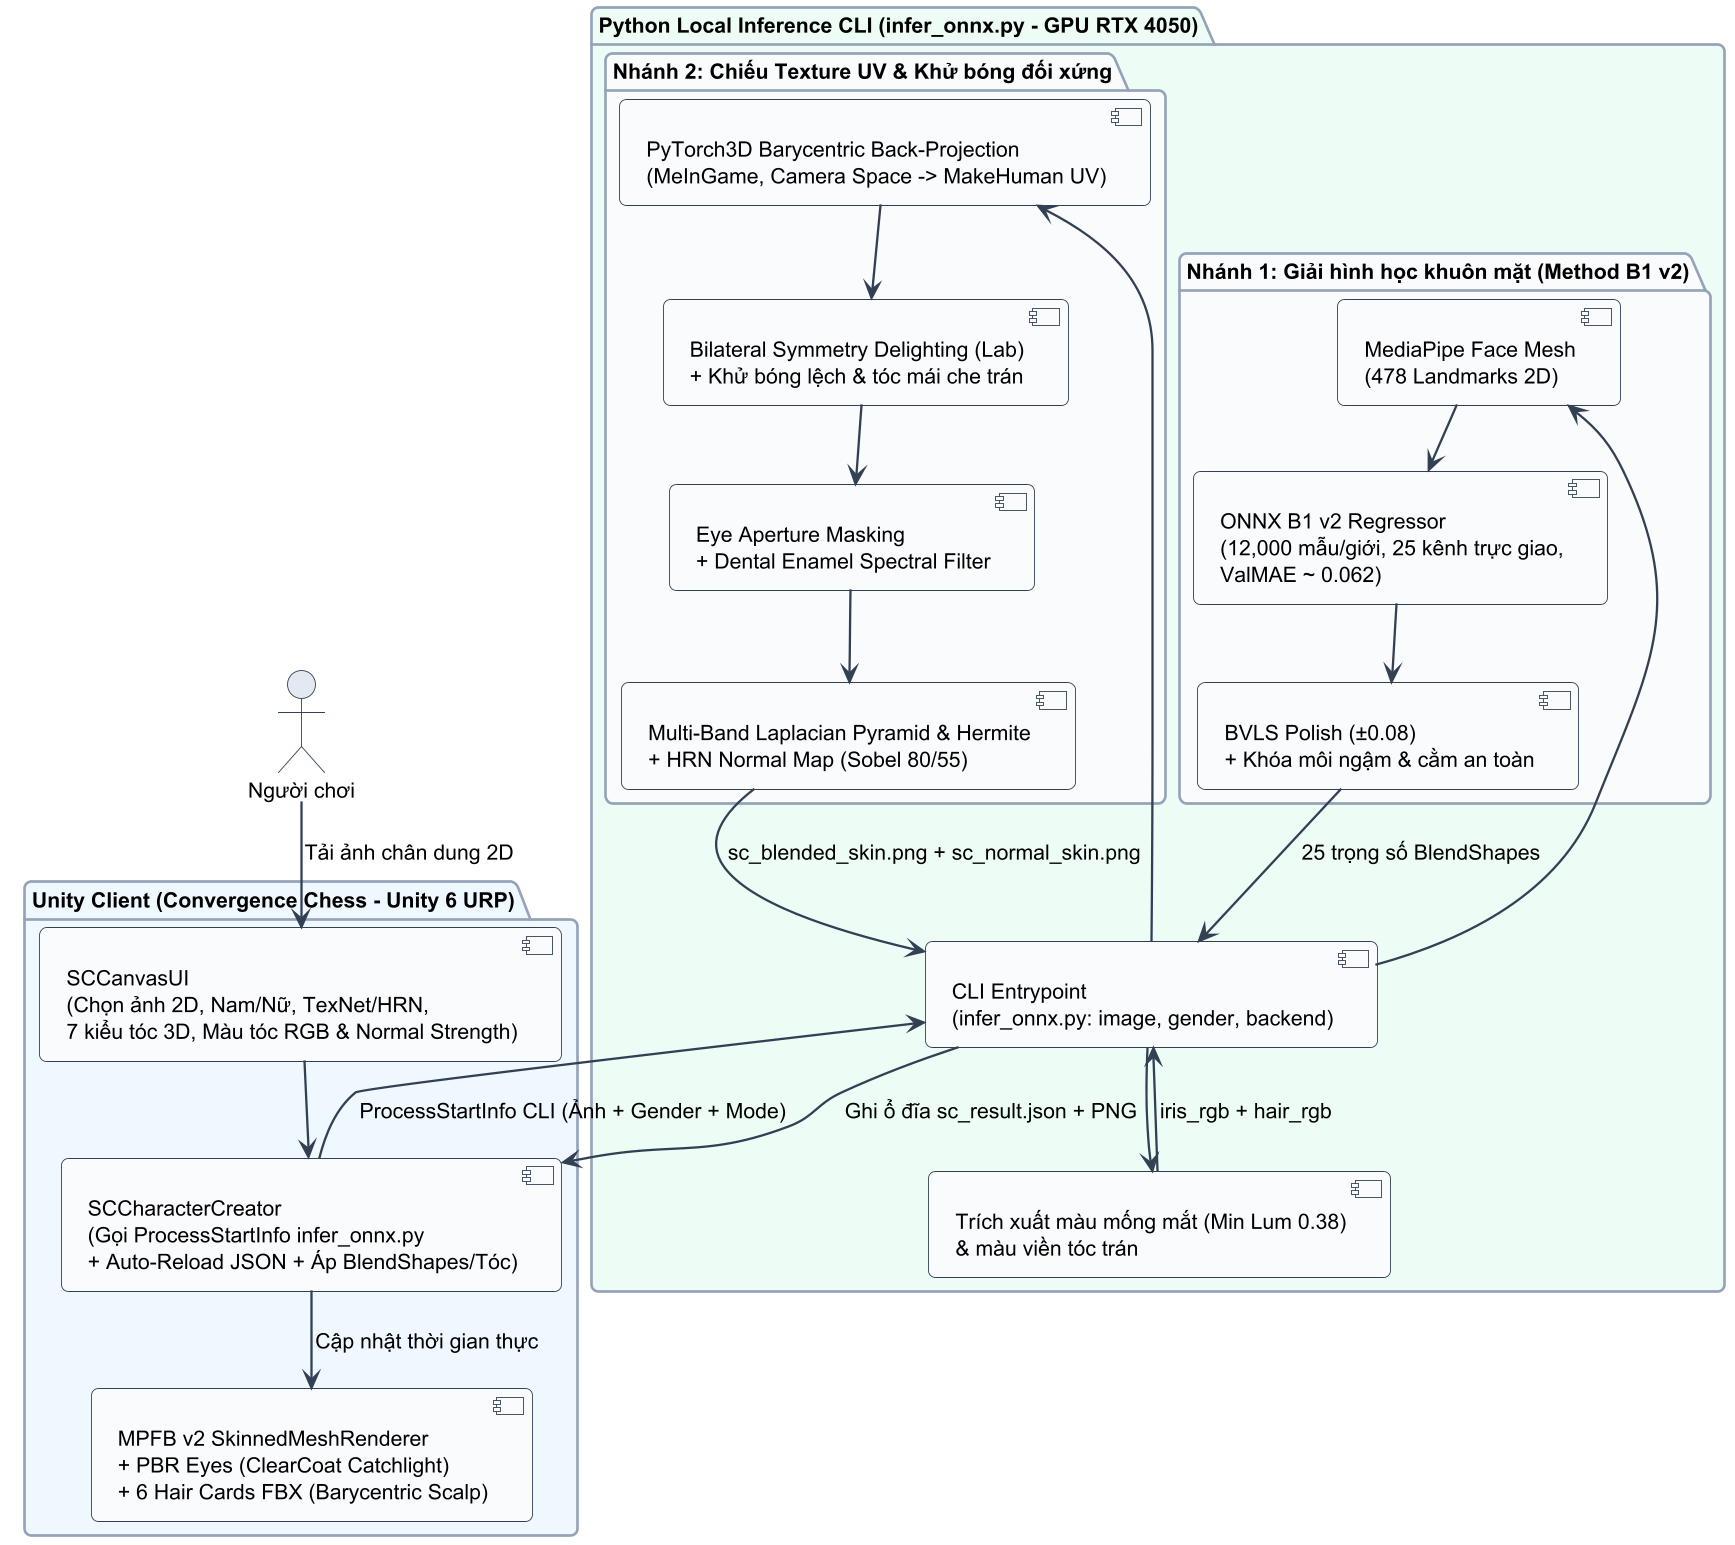 Python Local Inference CLI (infer_onnx.py - GPU RTX 4050)
Nhánh 2: Chiếu Texture UV & Khử bóng đối xứng
PyTorch3D Barycentric Back-Projection
(MeInGame, Camera Space -> MakeHuman UV)
Bilateral Symmetry Delighting (Lab)
+ Khử bóng lệch & tóc mái che trán
Eye Aperture Masking
+ Dental Enamel Spectral Filter
Multi-Band Laplacian Pyramid & Hermite
+ HRN Normal Map (Sobel 80/55)
Nhánh 1: Giải hình học khuôn mặt (Method B1 v2)
MediaPipe Face Mesh
(478 Landmarks 2D)
ONNX B1 v2 Regressor
(12,000 mẫu/giới, 25 kênh trực giao,
ValMAE ~ 0.062)
BVLS Polish (±0.08)
+ Khóa môi ngậm & cằm an toàn
Người chơi
Tải ảnh chân dung 2D
sc_blended_skin.png + sc_normal_skin.png
25 trọng số BlendShapes
Unity Client (Convergence Chess - Unity 6 URP)
SCCanvasUI
(Chọn ảnh 2D, Nam/Nữ, TexNet/HRN,
7 kiểu tóc 3D, Màu tóc RGB & Normal Strength)
CLI Entrypoint
(infer_onnx.py: image, gender, backend)
ProcessStartInfo CLI (Ảnh + Gender + Mode)
Ghi ổ đĩa sc_result.json + PNG
iris_rgb + hair_rgb
SCCharacterCreator
(Gọi ProcessStartInfo infer_onnx.py
+ Auto-Reload JSON + Áp BlendShapes/Tóc)
Trích xuất màu mống mắt (Min Lum 0.38)
& màu viền tóc trán
Cập nhật thời gian thực
MPFB v2 SkinnedMeshRenderer
+ PBR Eyes (ClearCoat Catchlight)
+ 6 Hair Cards FBX (Barycentric Scalp)